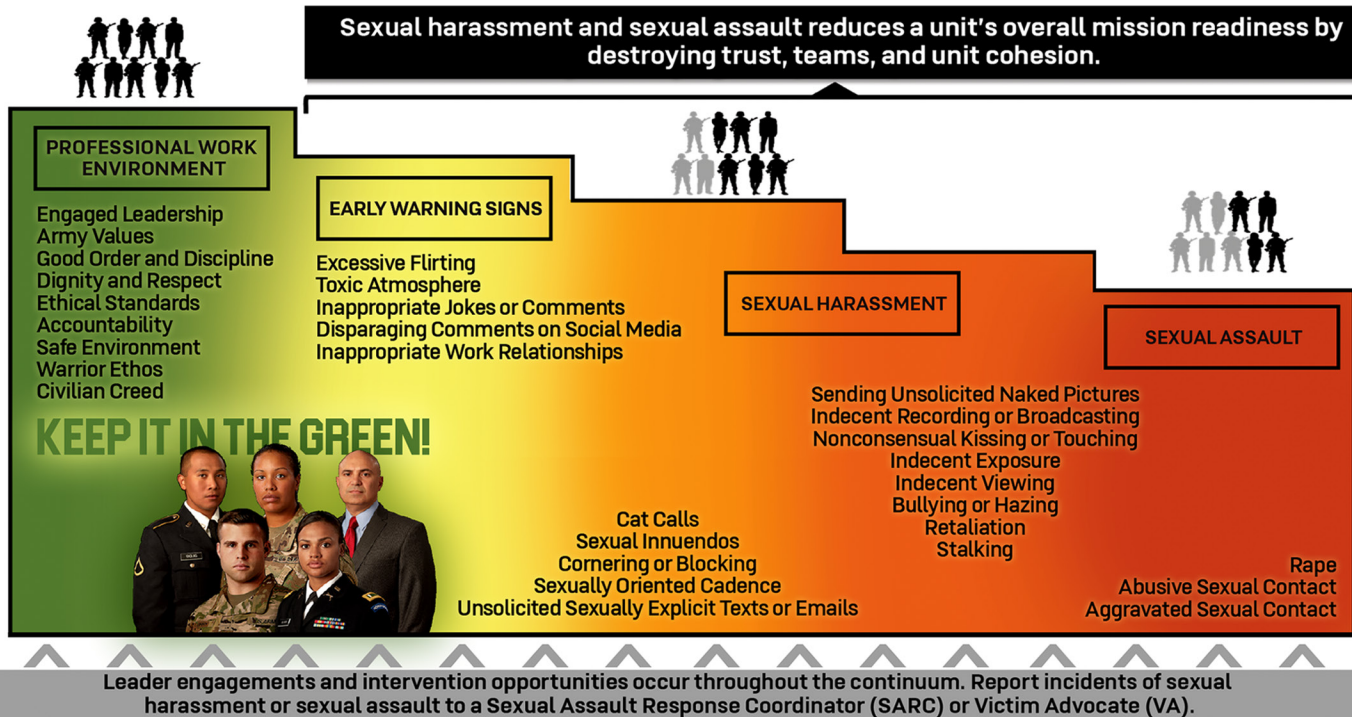 Sexual harassment and sexual assault reduces a unit's overall mission readiness by
destroying trust, teams, and unit cohesion.
PROFESSIONAL WORK
ENVIRONMENT
Engaged Leadership
Army Values
Good Order and Discipline
Dignity and Respect
Ethical Standards
Accountability
Safe Environment
Warrior Ethos
Civilian Creed
KEEP IT IN THE GREEN!
EARLY WARNING SIGNS
Excessive Flirting
Toxic Atmosphere
Inappropriate Jokes or Comments
Disparaging Comments on Social Media
Inappropriate Work Relationships
Cat Calls
Sexual Innuendos
Cornering or Blocking
Sexually Oriented Cadence
Unsolicited Sexually Explicit Texts or Emails
SEXUAL HARASSMENT
Sending Unsolicited Naked Pictures
Indecent Recording or Broadcasting
Nonconsensual Kissing or Touching
Indecent Exposure
Indecent Viewing
Bullying or Hazing
Retaliation
Stalking
SEXUAL ASSAULT
Rape
Abusive Sexual Contact
Aggravated Sexual Contact
Leader engagements and intervention opportunities occur throughout the continuum. Report incidents of sexual
harassment or sexual assault to a Sexual Assault Response Coordinator (SARC) or Victim Advocate (VA).